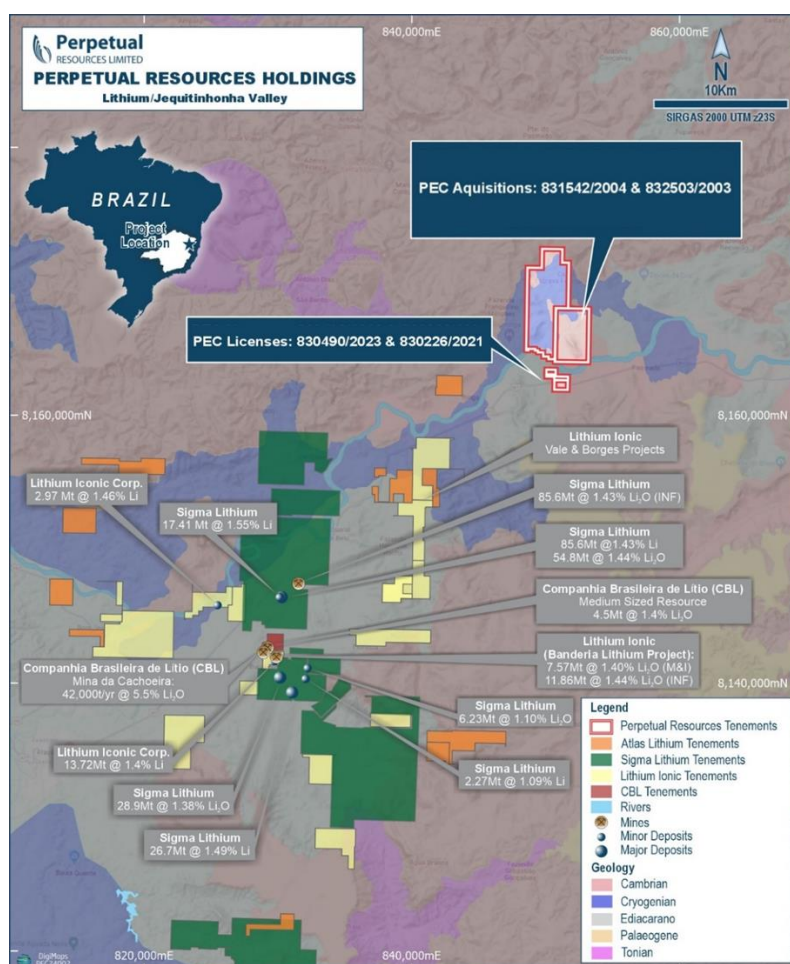 840,000mE
860,000mE
Perpetual
RESOURCES LIMITED
PERPETUAL RESOURCES HOLDINGS
Lithium/Jequitinhonha Valley
N
10Km
SIRGAS 2000 UTM z23S
BRAZIL
Project
Location
PEC Aquisitions: 831542/2004 & 832503/2003
PEC Licenses: 830490/2023 & 830226/2021
8,160,000mN
8,160,000mN
Lithium Ionic
Vale & Borges Projects
Lithium Iconic Corp.
2.97 Mt @ 1.46% Li
Sigma Lithium
17.41 Mt @ 1.55% Li
Sigma Lithium
85.6Mt @ 1.43% Li₂O (INF)
Sigma Lithium
85.6Mt @1.43% Li
54.8Mt @ 1.44% Li₂O
Companhia Brasileira de Lítio (CBL)
Medium Sized Resource
4.5Mt @ 1.4% Li₂O
Lithium Ionic
(Banderia Lithium Project):
7.57Mt @ 1.40% Li₂O (M&I)
11.86Mt @ 1.44% Li₂O (INF)
Companhia Brasileira de Lítio (CBL)
Mina da Cachoeira:
42,000t/yr @ 5.5% Li₂O
8,140,000mN
Sigma Lithium
6.23Mt @ 1.10% Li₂O
Lithium Iconic Corp.
13.72Mt @ 1.4% Li
Sigma Lithium
2.27Mt @ 1.09% Li
Sigma Lithium
28.9Mt @ 1.38% Li₂O
Sigma Lithium
26.7Mt @ 1.49% Li
Legend
Perpetual Resources Tenements
Atlas Lithium Tenements
Sigma Lithium Tenements
Lithium Ionic Tenements
CBL Tenements
Rivers
Mines
Minor Deposits
Major Deposits
Geology
Cambrian
Cryogenian
Ediacarano
Palaeogene
Tonian
820,000mE
840,000mE
DigiMaps